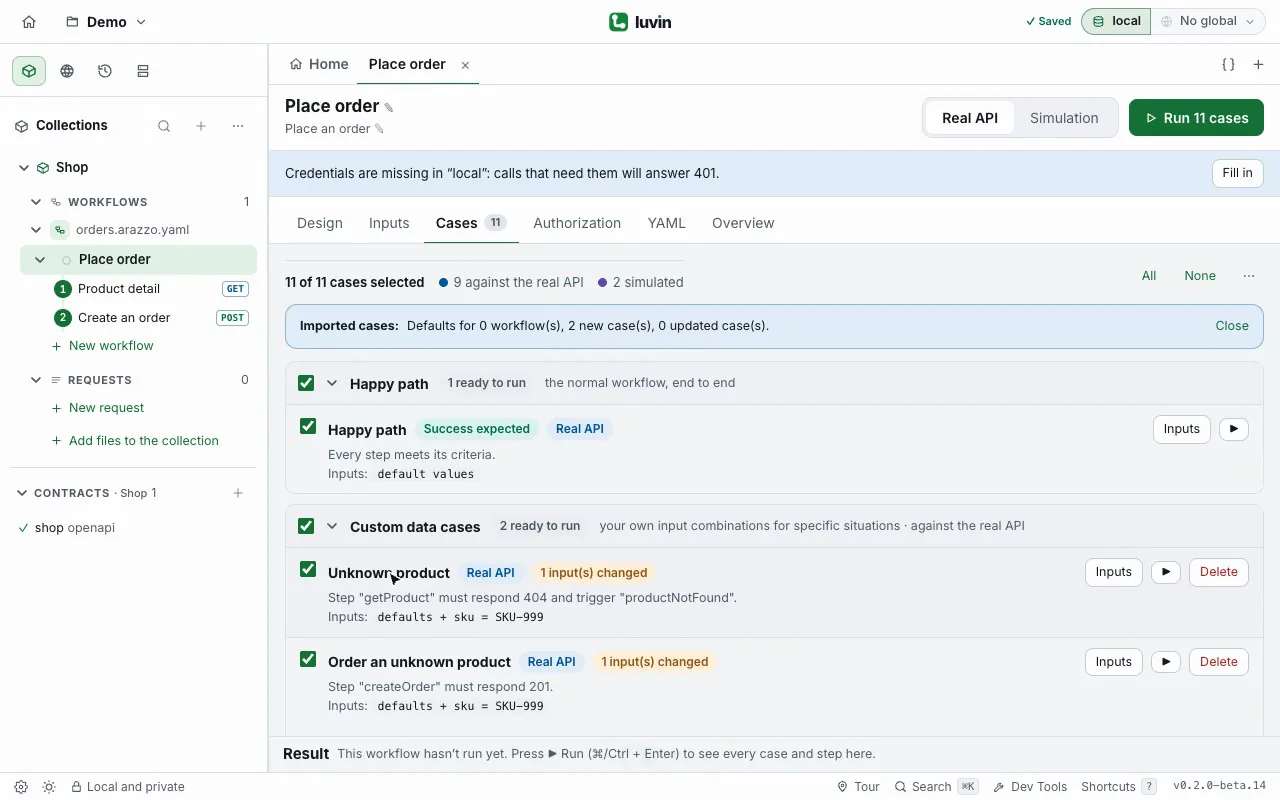 Demo
luvin
Saved
local
No global
Home
Place order
Collections
Shop
WORKFLOWS 1
orders.arazzo.yaml
Place order
1 Product detail GET
2 Create an order POST
New workflow
REQUESTS 0
New request
Add files to the collection
CONTRACTS · Shop 1
shop openapi
Place order
Place an order
Real API Simulation
Run 11 cases
Credentials are missing in “local”: calls that need them will answer 401.
Fill in
Design Inputs Cases 11 Authorization YAML Overview
11 of 11 cases selected 9 against the real API 2 simulated
All None ···
Imported cases: Defaults for 0 workflow(s), 2 new case(s), 0 updated case(s).
Close
Happy path 1 ready to run the normal workflow, end to end
Happy path Success expected Real API
Inputs
Every step meets its criteria.
Inputs: default values
Custom data cases 2 ready to run your own input combinations for specific situations · against the real API
Unknown product Real API 1 input(s) changed
Inputs Delete
Step "getProduct" must respond 404 and trigger "productNotFound".
Inputs: defaults + sku = SKU-999
Order an unknown product Real API 1 input(s) changed
Inputs Delete
Step "createOrder" must respond 201.
Inputs: defaults + sku = SKU-999
Result This workflow hasn’t run yet. Press ▶ Run (⌘/Ctrl + Enter) to see every case and step here.
Local and private
Tour Search ⌘K Dev Tools Shortcuts ? v0.2.0-beta.14